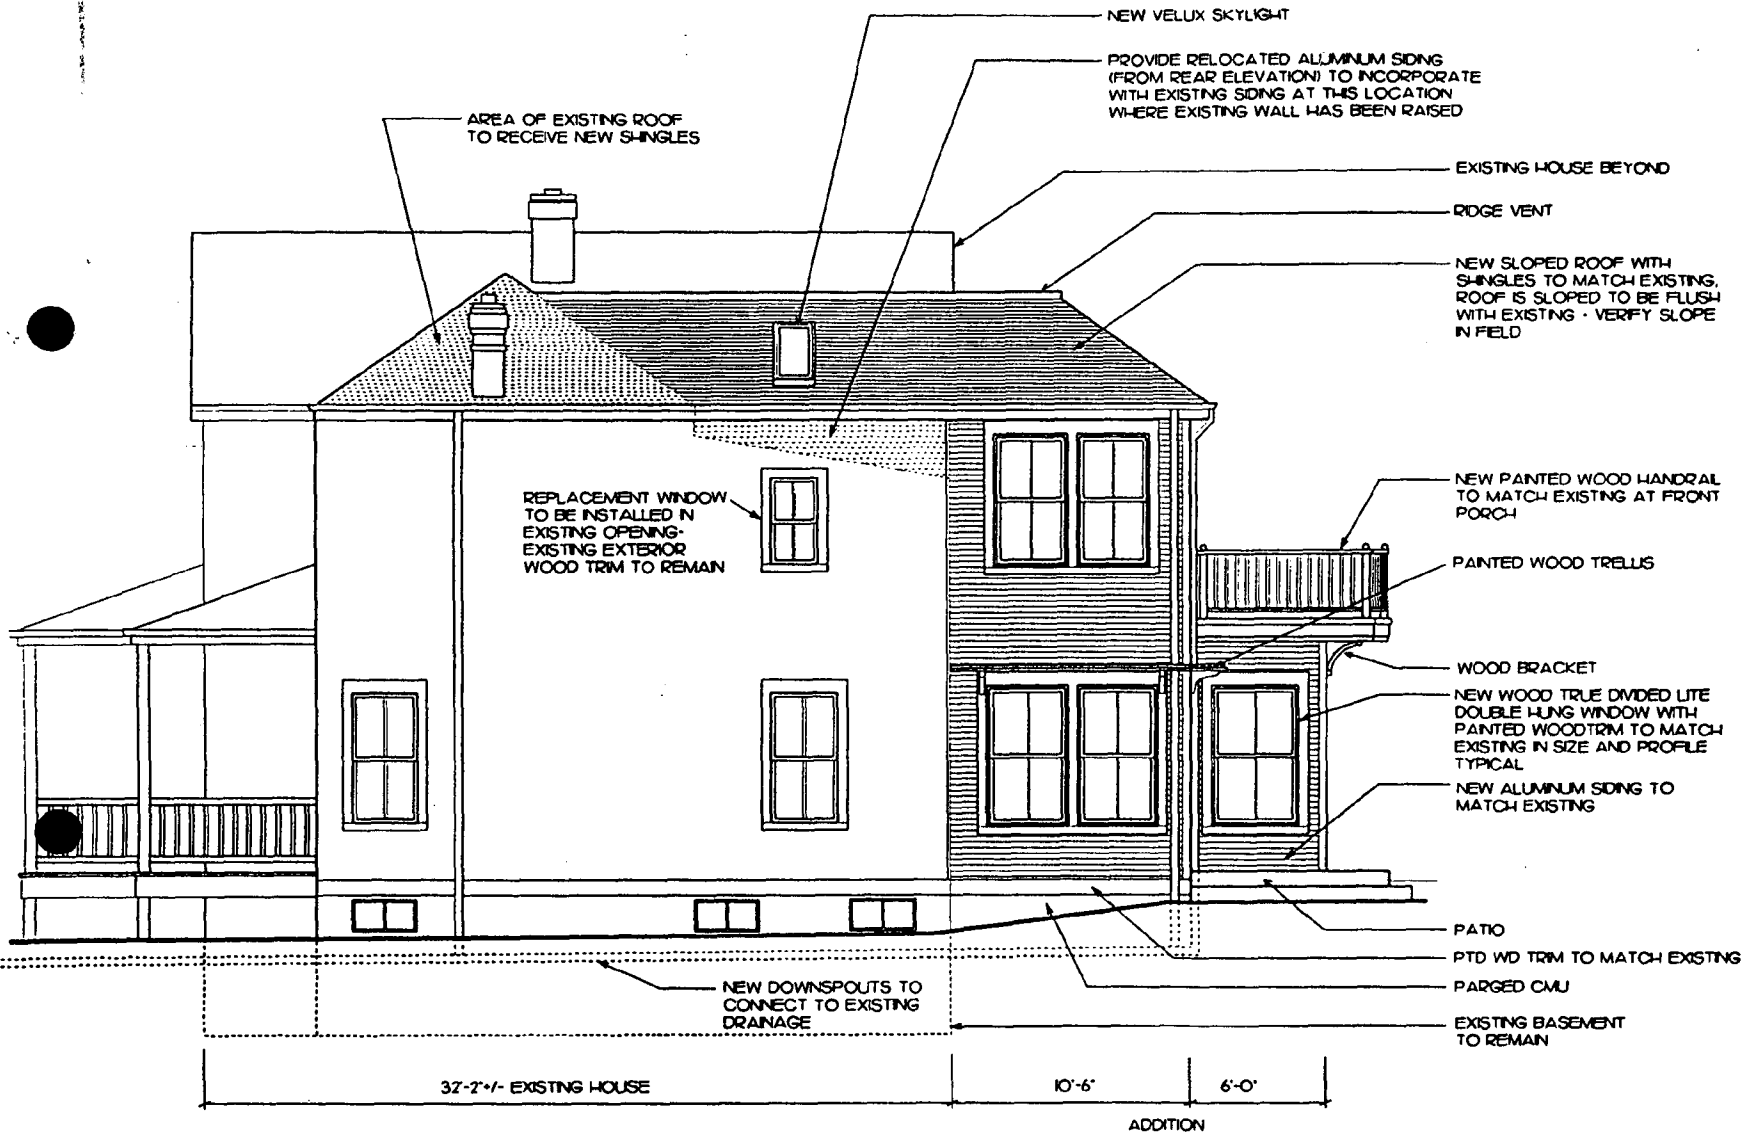 NEW VELUX SKYLIGHT
PROVIDE RELOCATED ALUMINUM SIDING
(FROM REAR ELEVATION) TO INCORPORATE
WITH EXISTING SIDING AT THIS LOCATION
WHERE EXISTING WALL HAS BEEN RAISED
AREA OF EXISTING ROOF
TO RECEIVE NEW SHINGLES
EXISTING HOUSE BEYOND
RIDGE VENT
NEW SLOPED ROOF WITH
SHINGLES TO MATCH EXISTING,
ROOF IS SLOPED TO BE FLUSH
WITH EXISTING - VERIFY SLOPE
IN FIELD
REPLACEMENT WINDOW
TO BE INSTALLED IN
EXISTING OPENING-
EXISTING EXTERIOR
WOOD TRIM TO REMAIN
NEW PAINTED WOOD HANDRAIL
TO MATCH EXISTING AT FRONT
PORCH
PAINTED WOOD TRELLIS
WOOD BRACKET
NEW WOOD TRUE DIVIDED LITE
DOUBLE HUNG WINDOW WITH
PAINTED WOODTRIM TO MATCH
EXISTING IN SIZE AND PROFILE
TYPICAL
NEW ALUMINUM SIDING TO
MATCH EXISTING
PATIO
PTD WD TRIM TO MATCH EXISTING
PARGED CMU
NEW DOWNSPOUTS TO
CONNECT TO EXISTING
DRAINAGE
EXISTING BASEMENT
TO REMAIN
32'-2"+/- EXISTING HOUSE
10'-6"
6'-0"
ADDITION